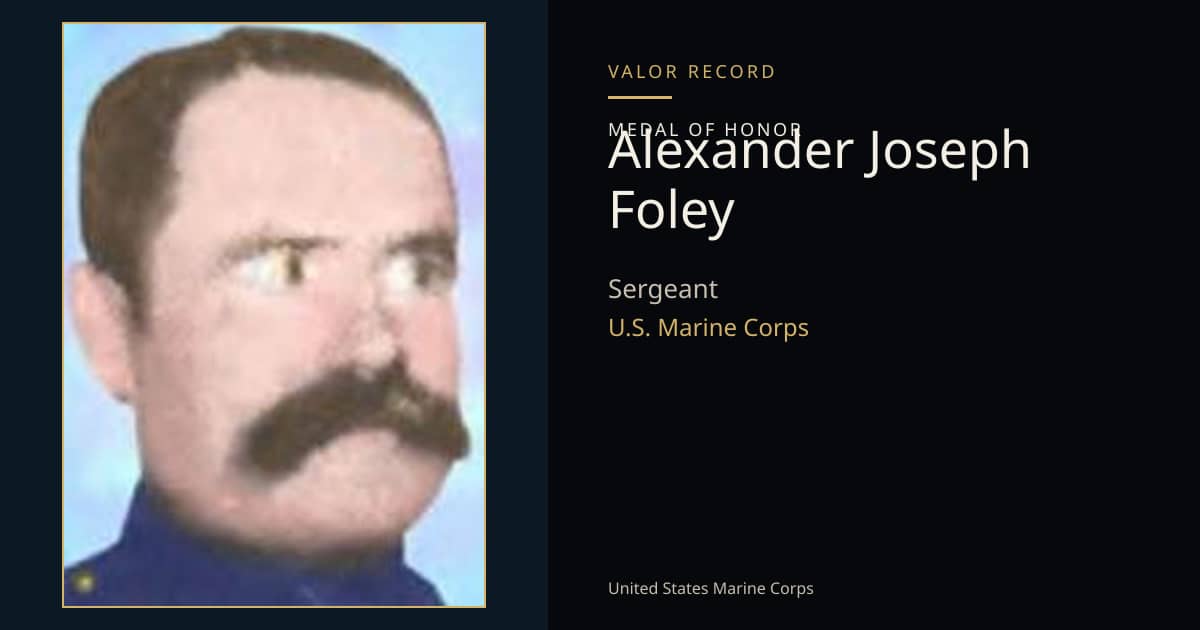 VALOR RECORD
MEDAL OF HONOR
Alexander Joseph
Foley
Sergeant
U.S. Marine Corps
United States Marine Corps